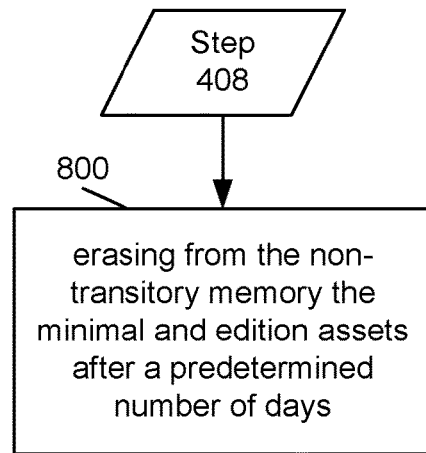 Step
408
800
erasing from the non-
transitory memory the
minimal and edition assets
after a predetermined
number of days